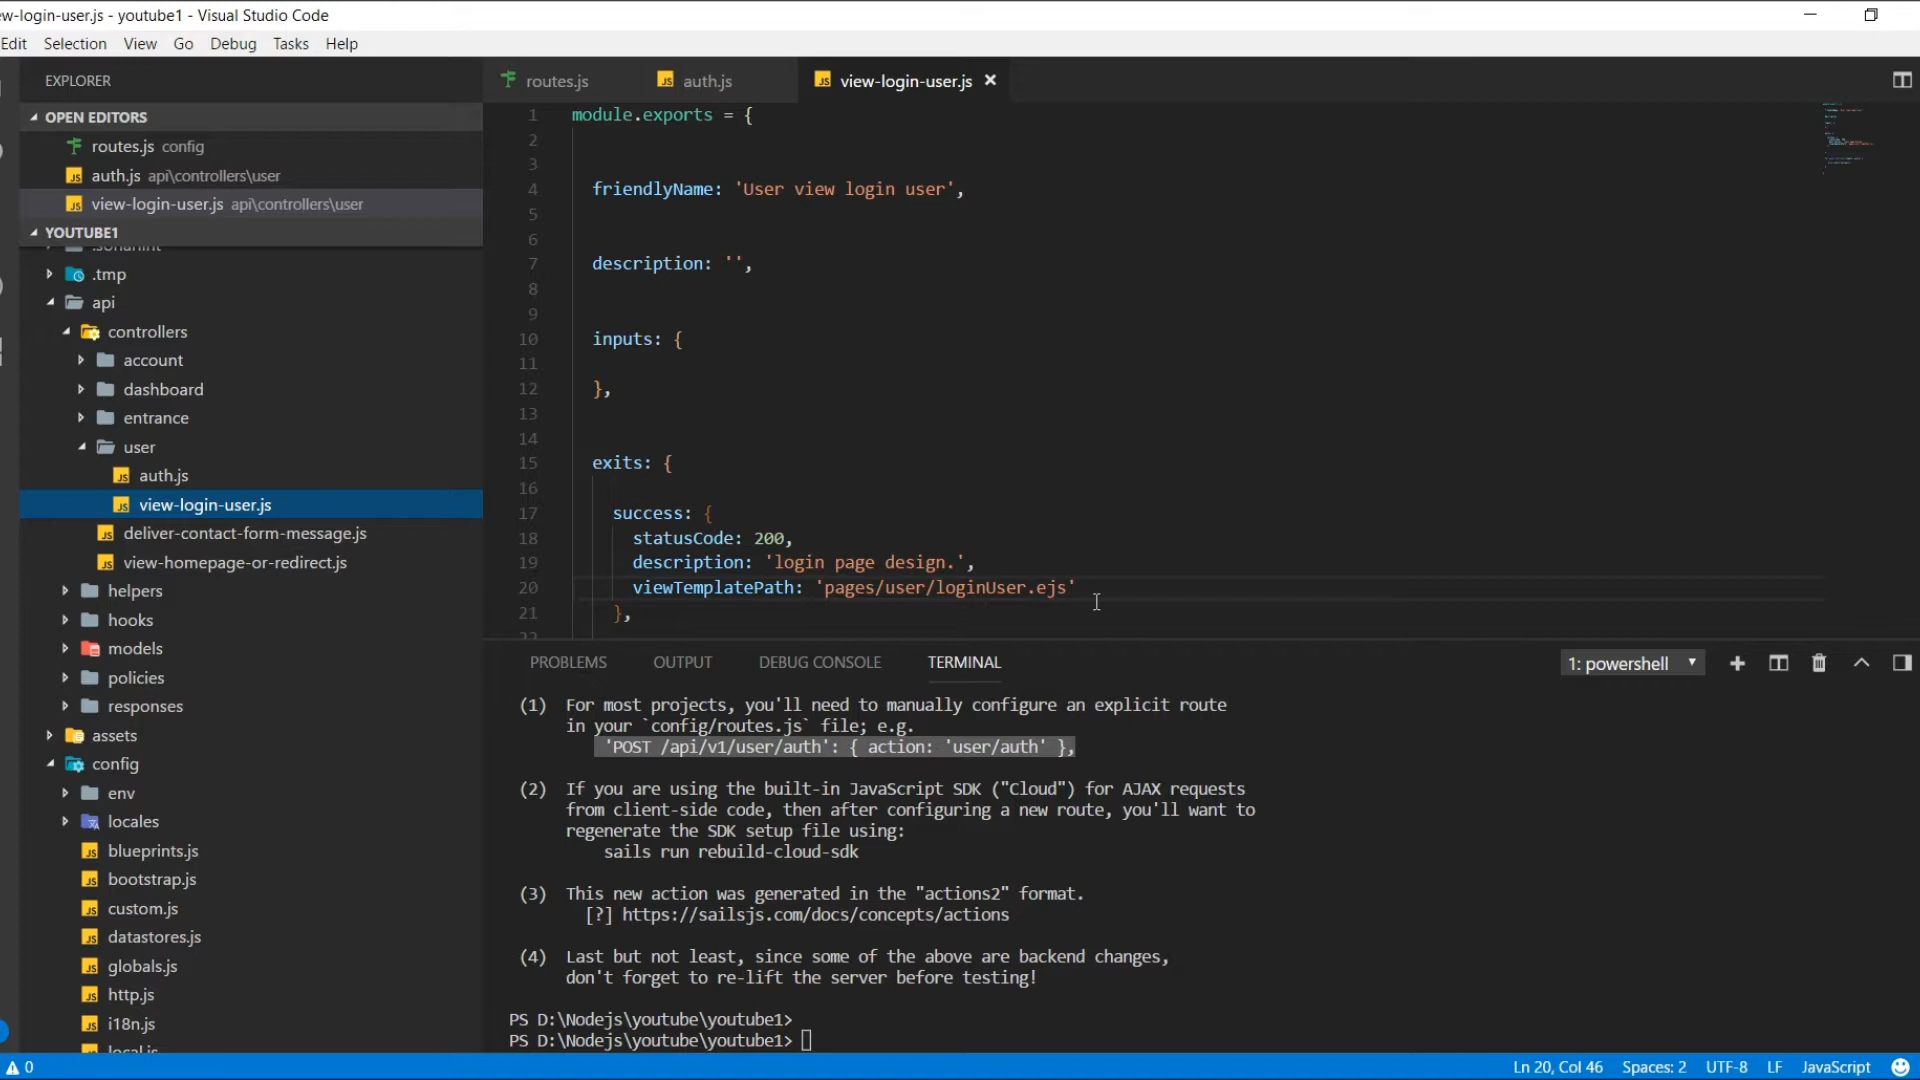 ew-login-user.js - youtube1 - Visual Studio Code
Edit Selection View Go Debug Tasks Help
EXPLORER
OPEN EDITORS
routes.js config
auth.js api\controllers\user
view-login-user.js api\controllers\user
YOUTUBE1
.tmp
api
controllers
account
dashboard
entrance
user
auth.js
view-login-user.js
deliver-contact-form-message.js
view-homepage-or-redirect.js
helpers
hooks
models
policies
responses
assets
config
env
locales
blueprints.js
bootstrap.js
custom.js
datastores.js
globals.js
http.js
i18n.js
local.js
routes.js auth.js view-login-user.js
1 module.exports = {
2
3
4 friendlyName: 'User view login user',
5
6
7 description: '',
8
9
10 inputs: {
11
12 },
13
14
15 exits: {
16
17 success: {
18 statusCode: 200,
19 description: 'login page design.',
20 viewTemplatePath: 'pages/user/loginUser.ejs'
21 },
22
PROBLEMS OUTPUT DEBUG CONSOLE TERMINAL 1: powershell
(1) For most projects, you'll need to manually configure an explicit route
in your `config/routes.js` file; e.g.
'POST /api/v1/user/auth': { action: 'user/auth' },
(2) If you are using the built-in JavaScript SDK ("Cloud") for AJAX requests
from client-side code, then after configuring a new route, you'll want to
regenerate the SDK setup file using:
sails run rebuild-cloud-sdk
(3) This new action was generated in the "actions2" format.
[?] https://sailsjs.com/docs/concepts/actions
(4) Last but not least, since some of the above are backend changes,
don't forget to re-lift the server before testing!
PS D:\Nodejs\youtube\youtube1>
PS D:\Nodejs\youtube\youtube1>
0 Ln 20, Col 46 Spaces: 2 UTF-8 LF JavaScript